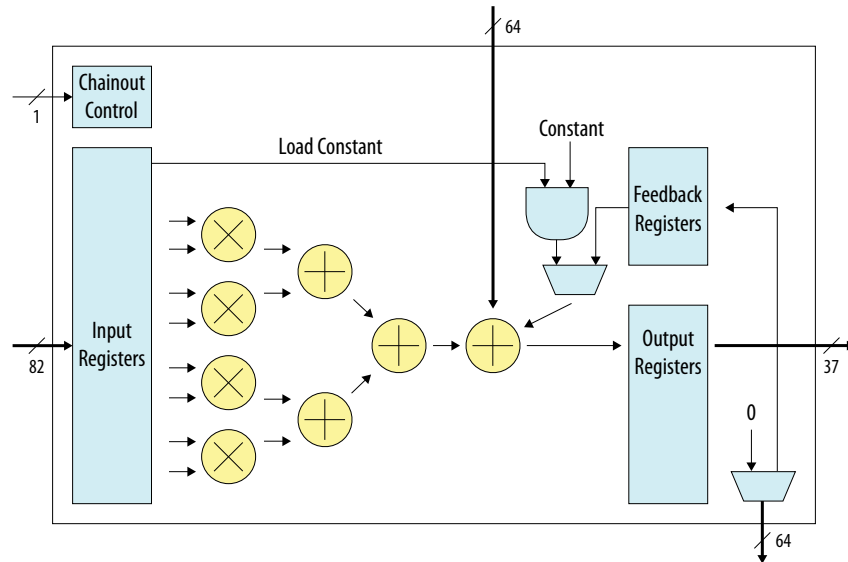 64
Chainout
Control
1
Load Constant
Constant
Feedback
Registers
Input
Registers
82
Output
Registers
37
0
64